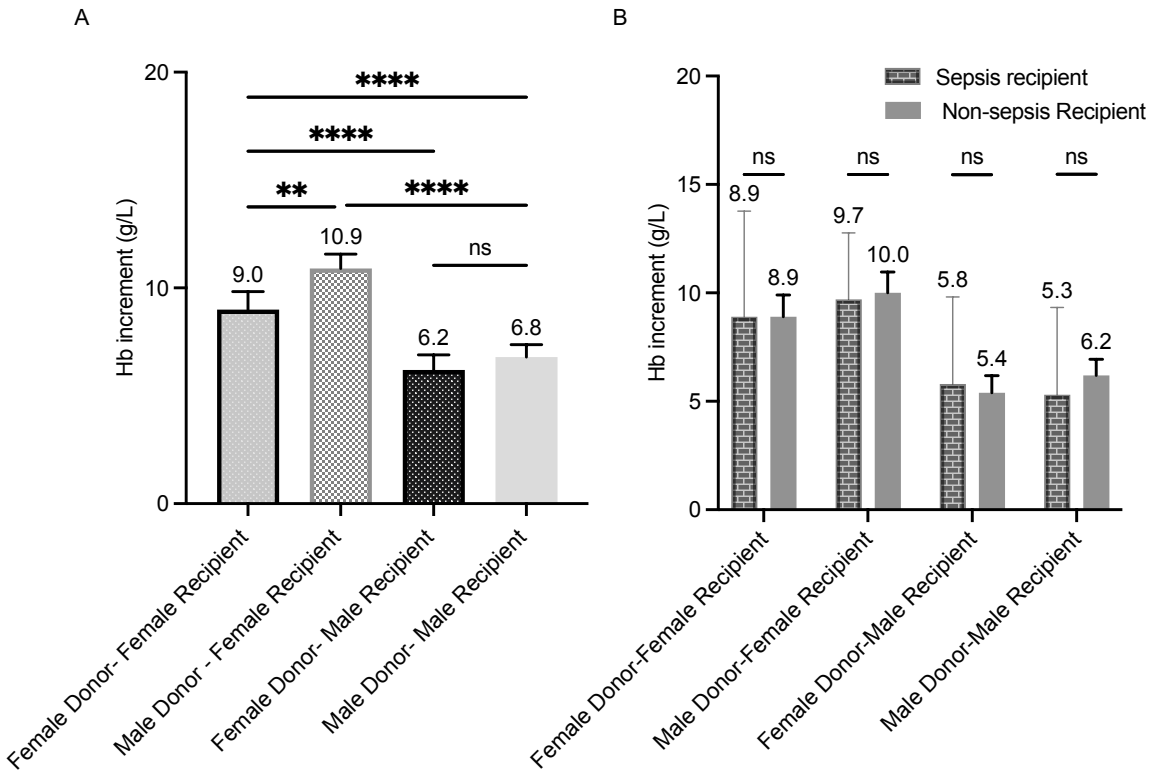 A
20
10
0
Hb increment (g/L)
****
****
**
****
ns
9.0
10.9
6.2
6.8
Female Donor- Female Recipient
Male Donor - Female Recipient
Female Donor- Male Recipient
Male Donor- Male Recipient
B
Sepsis recipient
Non-sepsis Recipient
20
15
10
5
0
Hb increment (g/L)
ns
ns
ns
ns
8.9
8.9
9.7
10.0
5.8
5.4
5.3
6.2
Female Donor-Female Recipient
Male Donor-Female Recipient
Female Donor-Male Recipient
Male Donor-Male Recipient